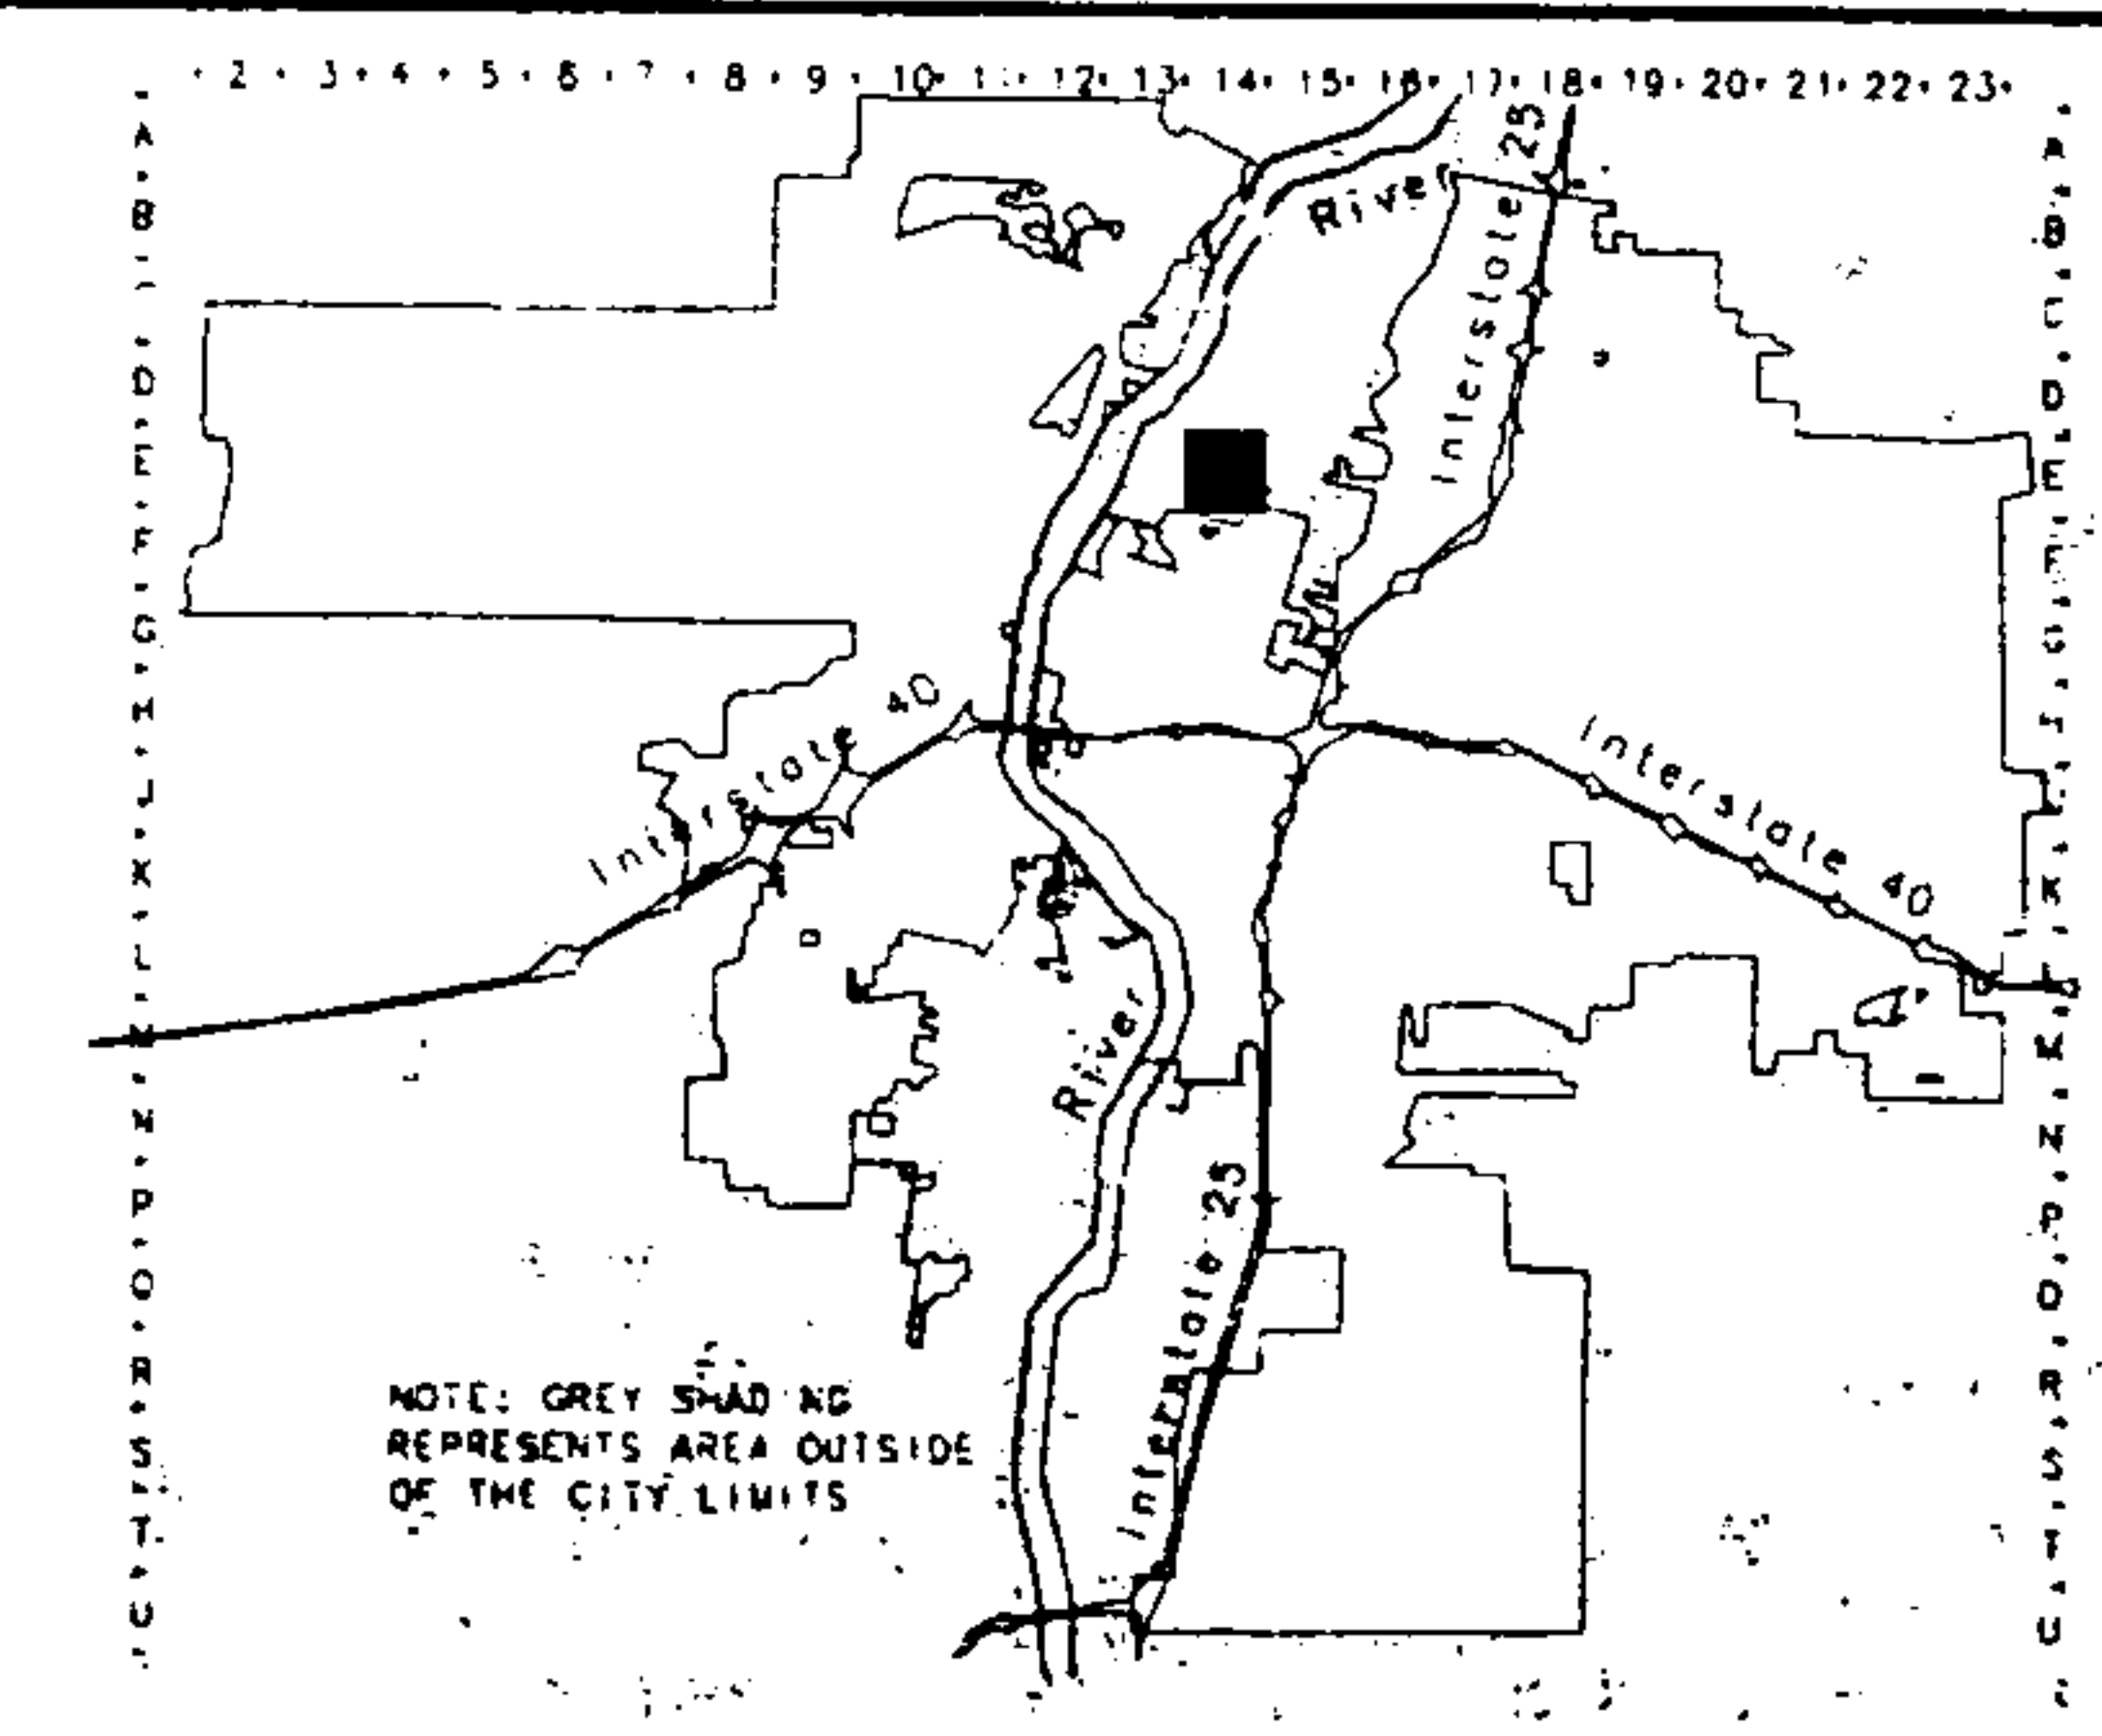 2 3 4 5 6 7 8 9 10 11 12 13 14 15 16 17 18 19 20 21 22 23
A A
B B
C
D D
E E
F F
G G
H H
J
K K
L L
M M
N N
P P
Q Q
R R
S S
T T
U U
River
Interstate 25
Interstate 40
Interstate 40
River
Interstate 25
NOTE: GREY SHADING
REPRESENTS AREA OUTSIDE
OF THE CITY LIMITS